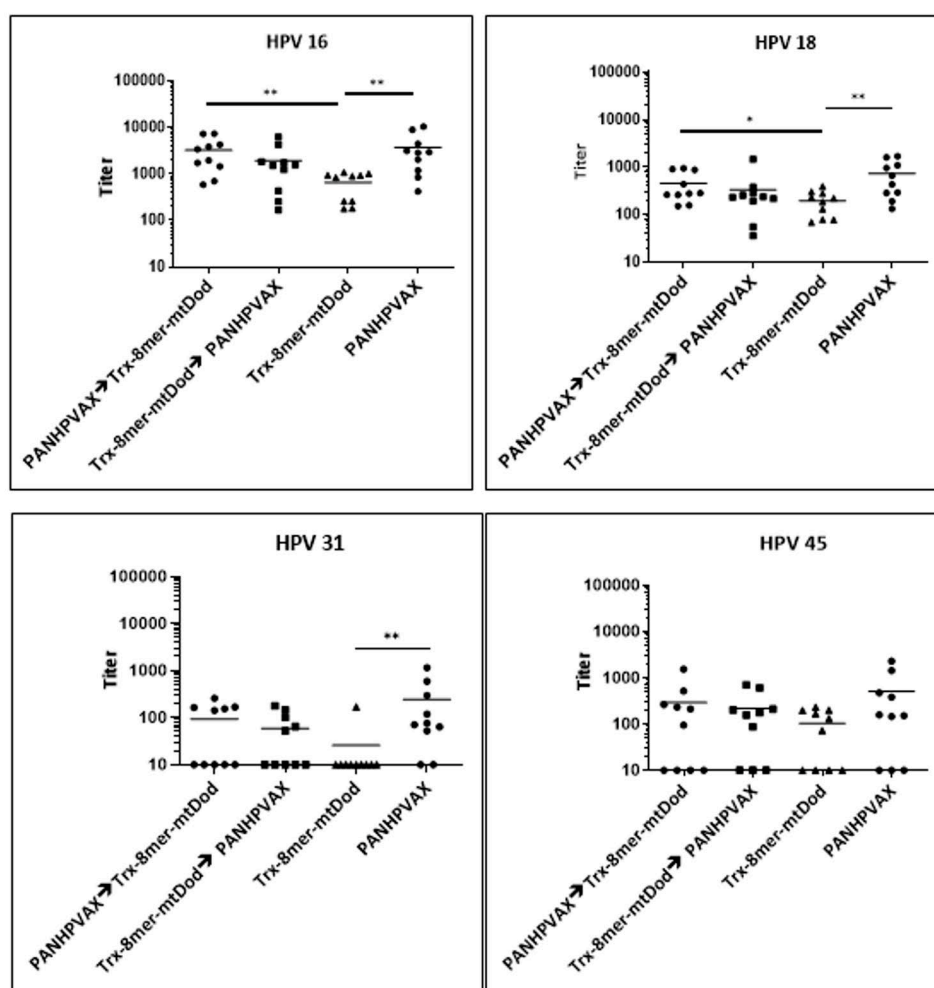 HPV 16
**
**
100000
10000
1000
100
10
Titer
PANHPVAX➔Trx-8mer-mtDod
Trx-8mer-mtDod➔PANHPVAX
Trx-8mer-mtDod
PANHPVAX
HPV 18
*
**
100000
10000
1000
100
10
Titer
PANHPVAX➔Trx-8mer-mtDod
Trx-8mer-mtDod➔PANHPVAX
Trx-8mer-mtDod
PANHPVAX
HPV 31
**
100000
10000
1000
100
10
Titer
PANHPVAX➔Trx-8mer-mtDod
Trx-8mer-mtDod➔PANHPVAX
Trx-8mer-mtDod
PANHPVAX
HPV 45
100000
10000
1000
100
10
Titer
PANHPVAX➔Trx-8mer-mtDod
Trx-8mer-mtDod➔PANHPVAX
Trx-8mer-mtDod
PANHPVAX